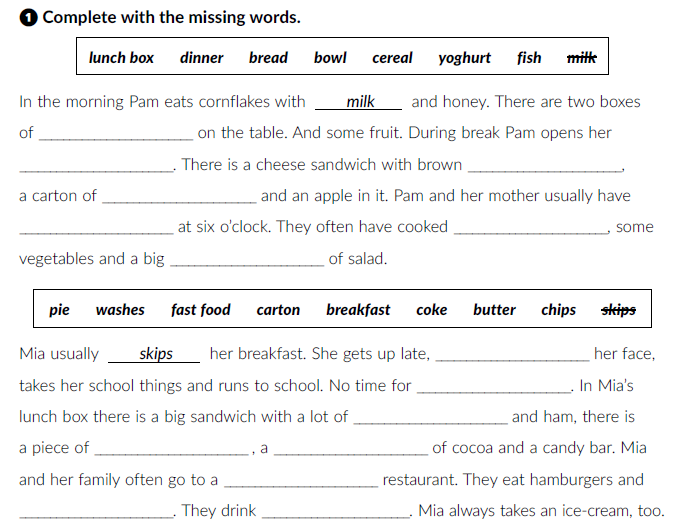 1 Complete with the missing words.
lunch box dinner bread bowl cereal yoghurt fish milk
In the morning Pam eats cornflakes with milk and honey. There are two boxes
of ____________ on the table. And some fruit. During break Pam opens her
____________. There is a cheese sandwich with brown ____________,
a carton of ____________ and an apple in it. Pam and her mother usually have
____________ at six o'clock. They often have cooked ____________, some
vegetables and a big ____________ of salad.
pie washes fast food carton breakfast coke butter chips skips
Mia usually skips her breakfast. She gets up late, ____________ her face,
takes her school things and runs to school. No time for ____________. In Mia's
lunch box there is a big sandwich with a lot of ____________ and ham, there is
a piece of ____________, a ____________ of cocoa and a candy bar. Mia
and her family often go to a ____________ restaurant. They eat hamburgers and
____________. They drink ____________. Mia always takes an ice-cream, too.